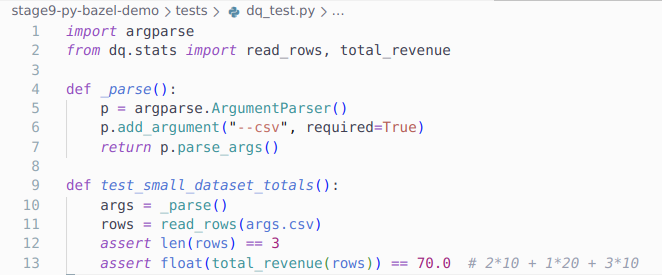 stage9-py-bazel-demo > tests > dq_test.py > ...
1 import argparse
2 from dq.stats import read_rows, total_revenue
3
4 def _parse():
5     p = argparse.ArgumentParser()
6     p.add_argument("--csv", required=True)
7     return p.parse_args()
8
9 def test_small_dataset_totals():
10     args = _parse()
11     rows = read_rows(args.csv)
12     assert len(rows) == 3
13     assert float(total_revenue(rows)) == 70.0  # 2*10 + 1*20 + 3*10